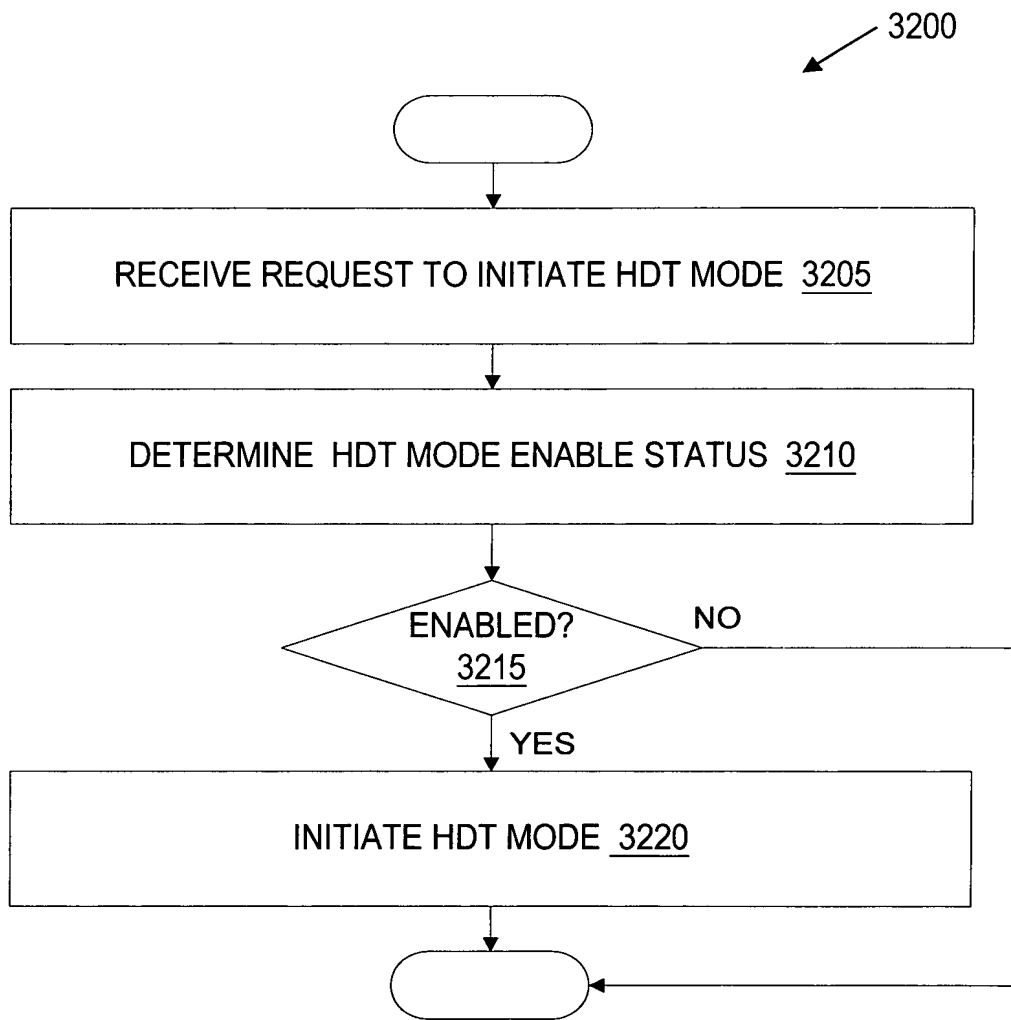 3200
RECEIVE REQUEST TO INITIATE HDT MODE 3205
DETERMINE HDT MODE ENABLE STATUS 3210
ENABLED?
3215
NO
YES
INITIATE HDT MODE 3220